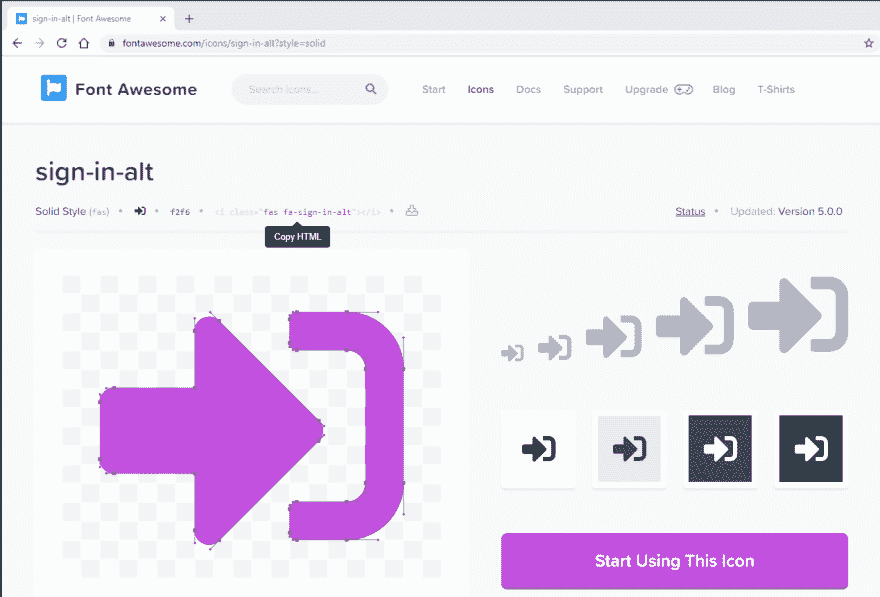 sign-in-alt | Font Awesome
fontawesome.com/icons/sign-in-alt?style=solid
Font Awesome
Search icons...
Start
Icons
Docs
Support
Upgrade
Blog
T-Shirts
sign-in-alt
Solid Style (fas) • • f2f6 • <i class="fas fa-sign-in-alt"></i> •
Status • Updated: Version 5.0.0
Copy HTML
Start Using This Icon